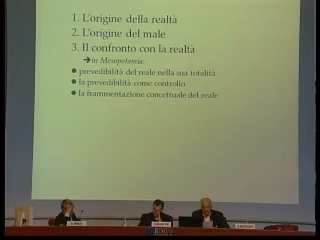 1. L'origine della realtà
2. L'origine del male
3. Il confronto con la realtà
➔in Mesopotamia:
● prevedibilità del reale nella sua totalità
● la prevedibilità come controllo
● la frammentazione concettuale del reale